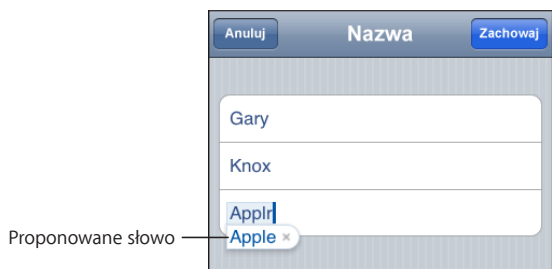 Anuluj Nazwa Zachowaj
Gary
Knox
Applr
Proponowane słowo Apple ×